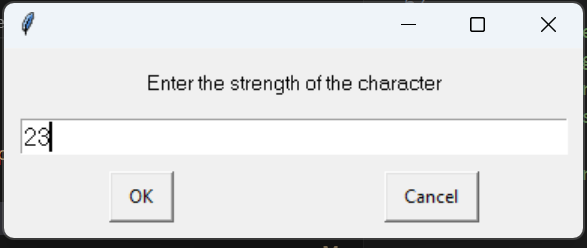 Enter the strength of the character
23
OK
Cancel